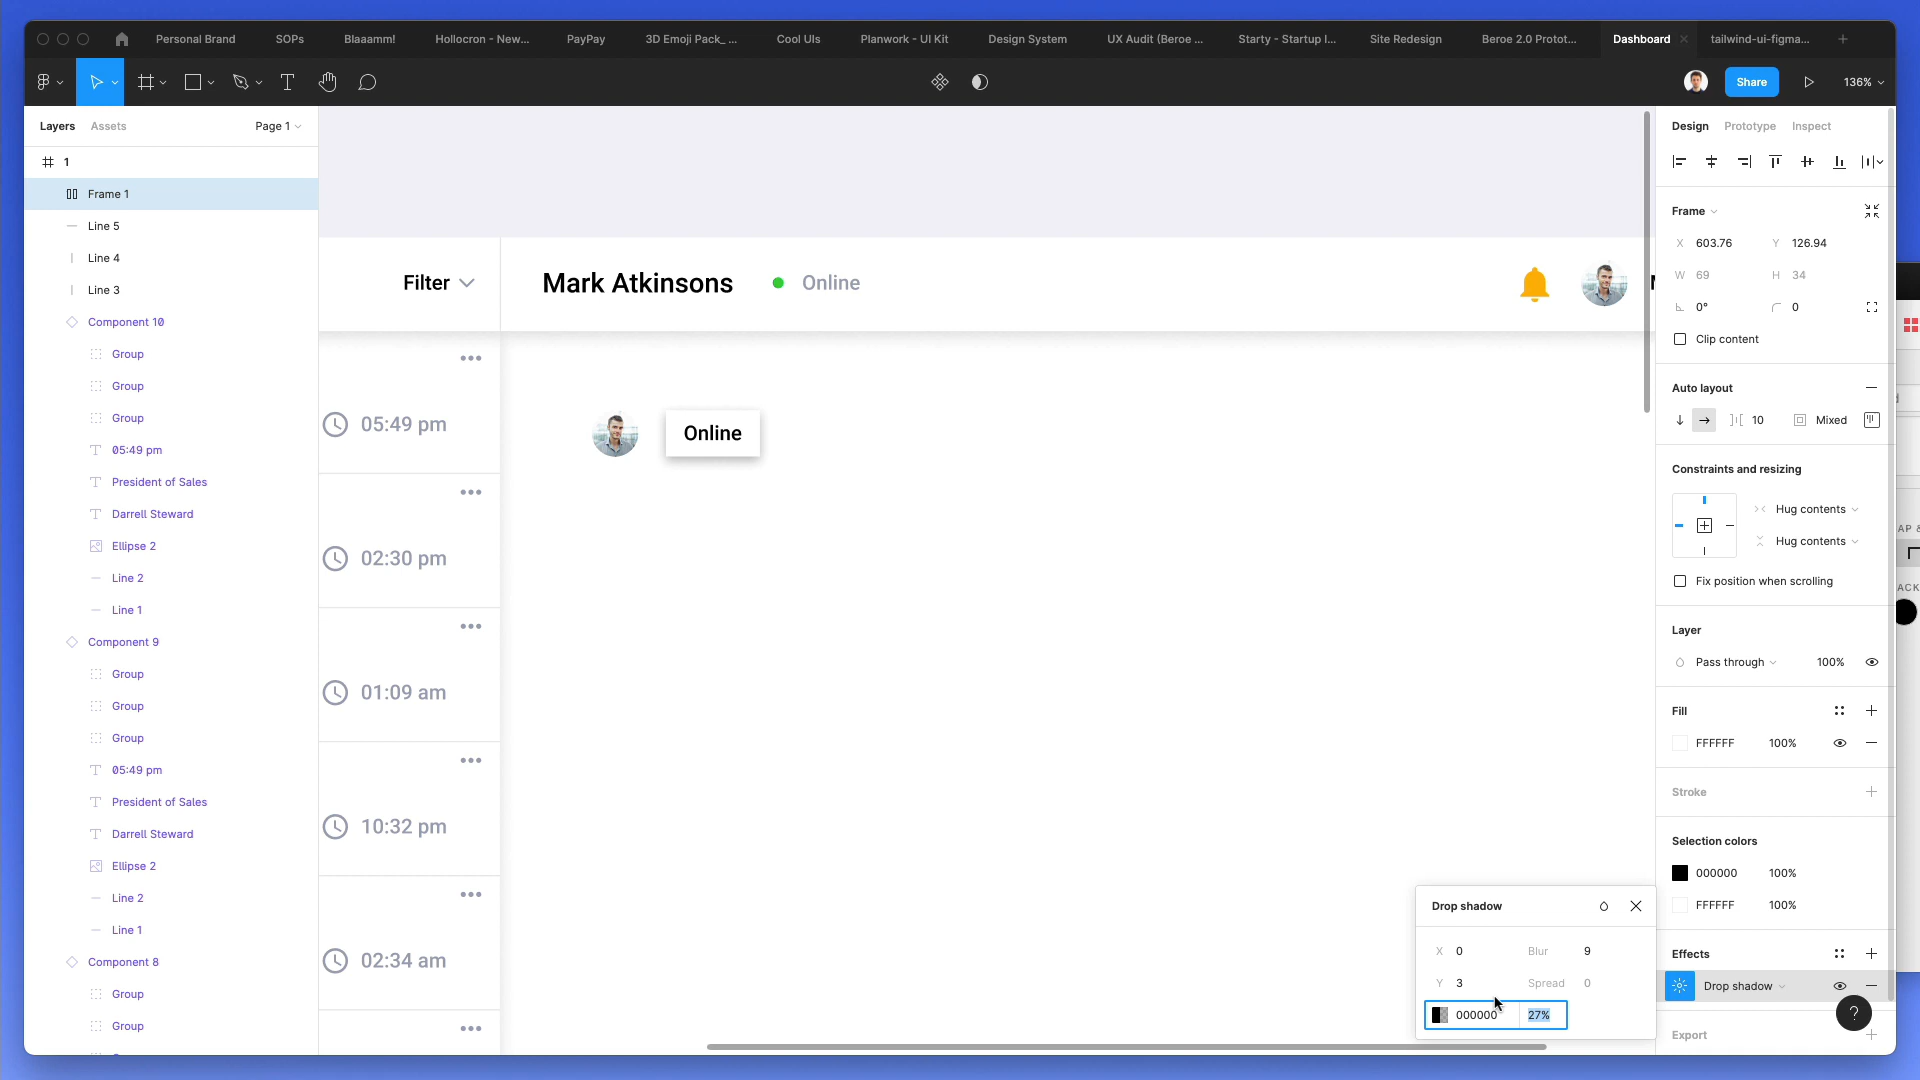 Personal Brand SOPs Blaaamm! Hollocron - New... PayPay 3D Emoji Pack_ ... Cool UIs Planwork - UI Kit Design System UX Audit (Beroe ... Starty - Startup I... Site Redesign Beroe 2.0 Protot... Dashboard tailwind-ui-figma...
Share 136%
Layers Assets Page 1
1
Frame 1
Line 5
Line 4
Line 3
Component 10
Group
Group
Group
05:49 pm
President of Sales
Darrell Steward
Ellipse 2
Line 2
Line 1
Component 9
Group
Group
Group
05:49 pm
President of Sales
Darrell Steward
Ellipse 2
Line 2
Line 1
Component 8
Group
Group
Filter
Mark Atkinsons
Online
05:49 pm
02:30 pm
01:09 am
10:32 pm
02:34 am
Online
Drop shadow
X 0 Blur 9
Y 3 Spread 0
000000 27%
Design Prototype Inspect
Frame
X 603.76 Y 126.94
W 69 H 34
0° 0
Clip content
Auto layout
10 Mixed
Constraints and resizing
Hug contents
Hug contents
Fix position when scrolling
Layer
Pass through 100%
Fill
FFFFFF 100%
Stroke
Selection colors
000000 100%
FFFFFF 100%
Effects
Drop shadow
?
Export